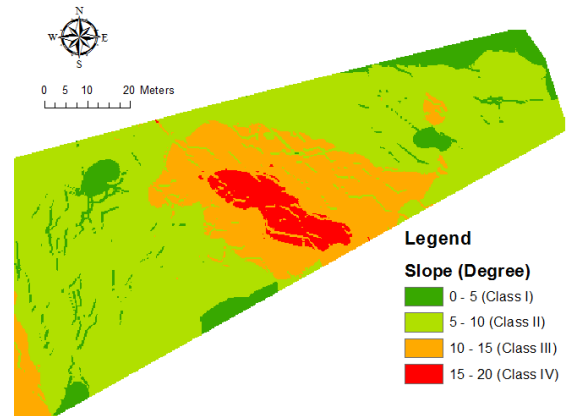 N
W E
S
0 5 10 20 Meters
Legend
Slope (Degree)
0 - 5 (Class I)
5 - 10 (Class II)
10 - 15 (Class III)
15 - 20 (Class IV)